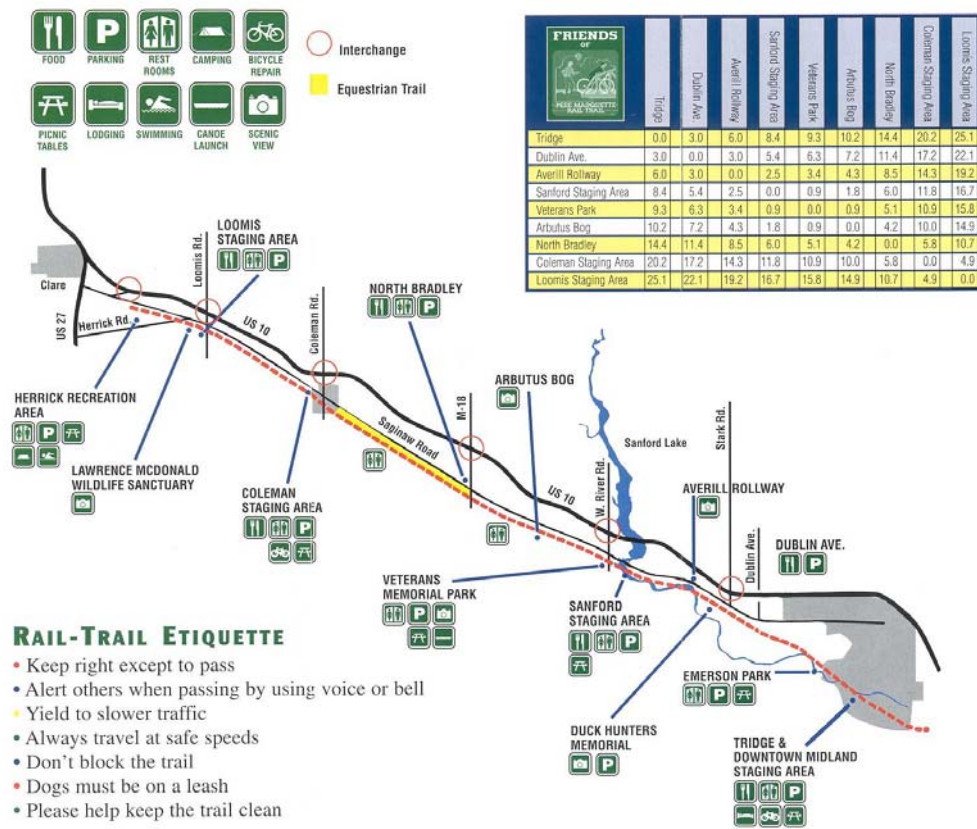 FOOD
PARKING
REST
ROOMS
CAMPING
BICYCLE
REPAIR
PICNIC
TABLES
LODGING
SWIMMING
CANOE
LAUNCH
SCENIC
VIEW
Interchange
Equestrian Trail
FRIENDS
OF
PERE MARQUETTE
RAIL TRAIL
Tridge Dublin Ave. Averill Rollway Sanford Staging Area Veterans Park Arbutus Bog North Bradley Coleman Staging Area Loomis Staging Area
Tridge 0.0 3.0 6.0 8.4 9.3 10.2 14.4 20.2 25.1
Dublin Ave. 3.0 0.0 3.0 5.4 6.3 7.2 11.4 17.2 22.1
Averill Rollway 6.0 3.0 0.0 2.5 3.4 4.3 8.5 14.3 19.2
Sanford Staging Area 8.4 5.4 2.5 0.0 0.9 1.8 6.0 11.8 16.7
Veterans Park 9.3 6.3 3.4 0.9 0.0 0.9 5.1 10.9 15.8
Arbutus Bog 10.2 7.2 4.3 1.8 0.9 0.0 4.2 10.0 14.9
North Bradley 14.4 11.4 8.5 6.0 5.1 4.2 0.0 5.8 10.7
Coleman Staging Area 20.2 17.2 14.3 11.8 10.9 10.0 5.8 0.0 4.9
Loomis Staging Area 25.1 22.1 19.2 16.7 15.8 14.9 10.7 4.9 0.0
LOOMIS
STAGING AREA
P
Loomis Rd.
Clare
US 27
Herrick Rd.
US 10
Coleman Rd.
NORTH BRADLEY
P
M-18
ARBUTUS BOG
Saginaw Road
US 10
W. River Rd.
Sanford Lake
Stark Rd.
AVERILL ROLLWAY
Dublin Ave.
DUBLIN AVE.
P
HERRICK RECREATION
AREA
P
LAWRENCE MCDONALD
WILDLIFE SANCTUARY
COLEMAN
STAGING AREA
P
VETERANS
MEMORIAL PARK
P
SANFORD
STAGING AREA
P
EMERSON PARK
P
DUCK HUNTERS
MEMORIAL
P
TRIDGE &
DOWNTOWN MIDLAND
STAGING AREA
P
RAIL-TRAIL ETIQUETTE
• Keep right except to pass
• Alert others when passing by using voice or bell
• Yield to slower traffic
• Always travel at safe speeds
• Don't block the trail
• Dogs must be on a leash
• Please help keep the trail clean